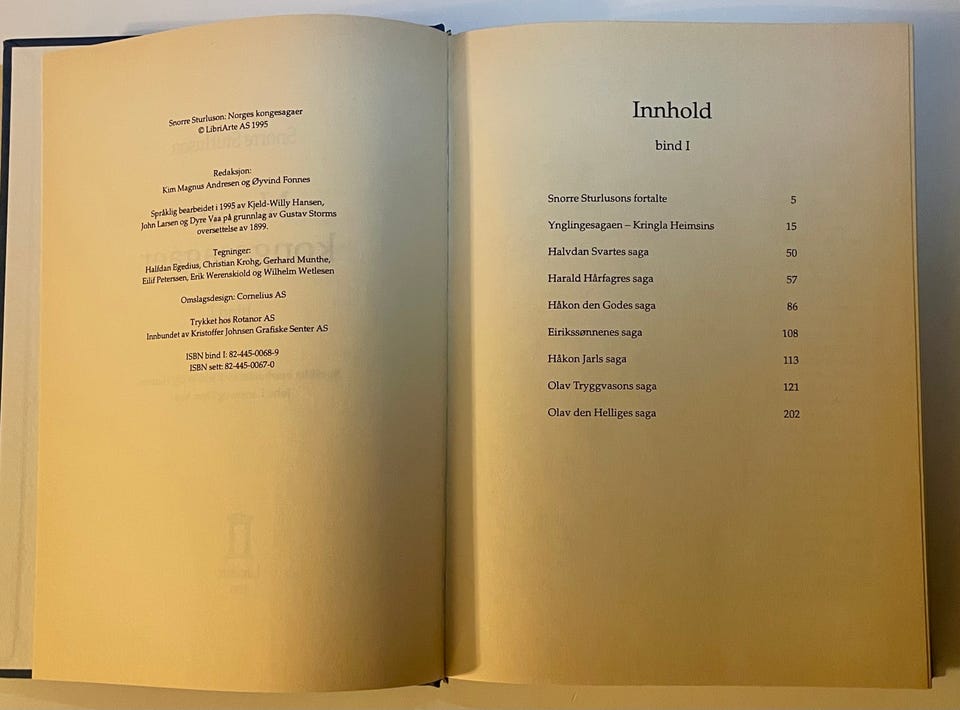 Snorre Sturluson: Norges kongesagaer
© LibriArte AS 1995
Redaksjon:
Kim Magnus Andresen og Øyvind Fonnes
Språklig bearbeidet i 1995 av Kjeld-Willy Hansen,
John Larsen og Dyre Vaa på grunnlag av Gustav Storms
oversettelse av 1899.
Tegninger:
Halfdan Egedius, Christian Krohg, Gerhard Munthe,
Eilif Peterssen, Erik Werenskiold og Wilhelm Wetlesen
Omslagsdesign: Cornelius AS
Trykket hos Rotanor AS
Innbundet av Kristoffer Johnsen Grafiske Senter AS
ISBN bind I: 82-445-0068-9
ISBN sett: 82-445-0067-0
Innhold
bind I
Snorre Sturlusons fortalte 5
Ynglingesagaen – Kringla Heimsins 15
Halvdan Svartes saga 50
Harald Hårfagres saga 57
Håkon den Godes saga 86
Eirikssønnenes saga 108
Håkon Jarls saga 113
Olav Tryggvasons saga 121
Olav den Helliges saga 202